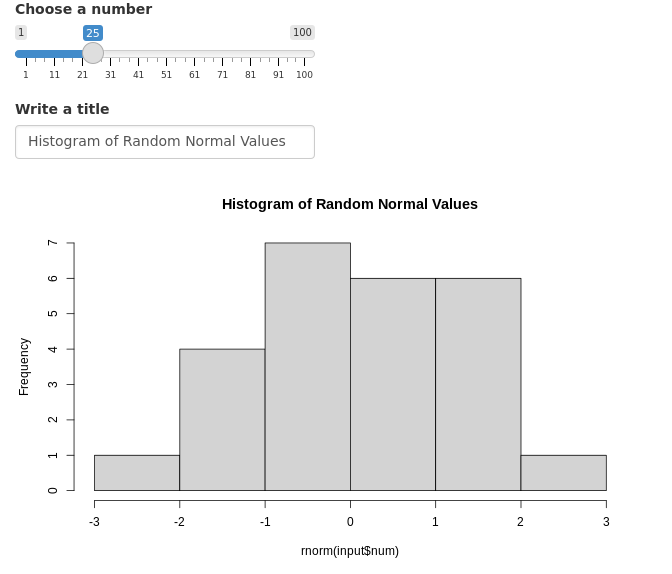 Choose a number
1 25 100
1 11 21 31 41 51 61 71 81 91 100
Write a title
Histogram of Random Normal Values
Histogram of Random Normal Values
7
6
5
4
3
2
1
0
Frequency
-3 -2 -1 0 1 2 3
rnorm(input$num)